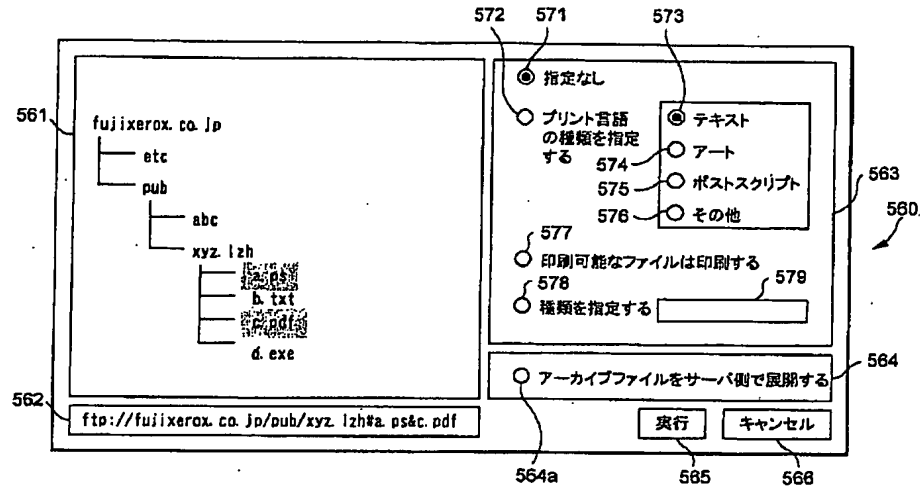 572
571
573
561
fujixerox.co.jp
etc
pub
abc
xyz.lzh
a.ps
b.txt
c.pdf
d.exe
562
ftp://fujixerox.co.jp/pub/xyz.lzh#a.ps&c.pdf
指定なし
プリント言語
の種類を指定
する
テキスト
574
アート
575
ポストスクリプト
576
その他
563
560
577
印刷可能なファイルは印刷する
578
種類を指定する
579
564
アーカイブファイルをサーバ側で展開する
実行
キャンセル
564a
565
566